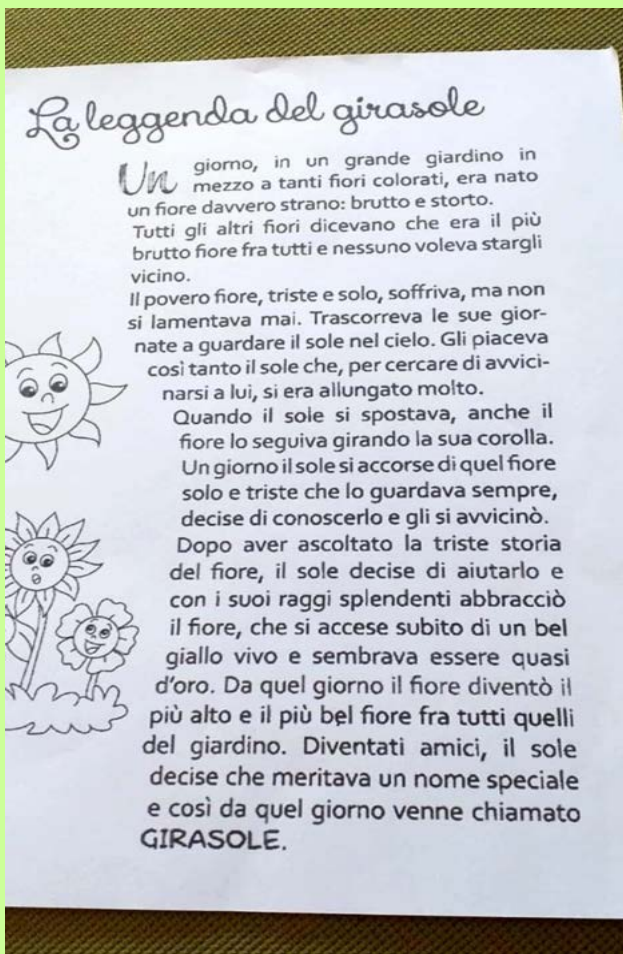 La leggenda del girasole
Un giorno, in un grande giardino in
mezzo a tanti fiori colorati, era nato
un fiore davvero strano: brutto e storto.
Tutti gli altri fiori dicevano che era il più
brutto fiore fra tutti e nessuno voleva stargli
vicino.
Il povero fiore, triste e solo, soffriva, ma non
si lamentava mai. Trascorreva le sue gior-
nate a guardare il sole nel cielo. Gli piaceva
così tanto il sole che, per cercare di avvici-
narsi a lui, si era allungato molto.
Quando il sole si spostava, anche il
fiore lo seguiva girando la sua corolla.
Un giorno il sole si accorse di quel fiore
solo e triste che lo guardava sempre,
decise di conoscerlo e gli si avvicinò.
Dopo aver ascoltato la triste storia
del fiore, il sole decise di aiutarlo e
con i suoi raggi splendenti abbracciò
il fiore, che si accese subito di un bel
giallo vivo e sembrava essere quasi
d'oro. Da quel giorno il fiore diventò il
più alto e il più bel fiore fra tutti quelli
del giardino. Diventati amici, il sole
decise che meritava un nome speciale
e così da quel giorno venne chiamato
GIRASOLE.